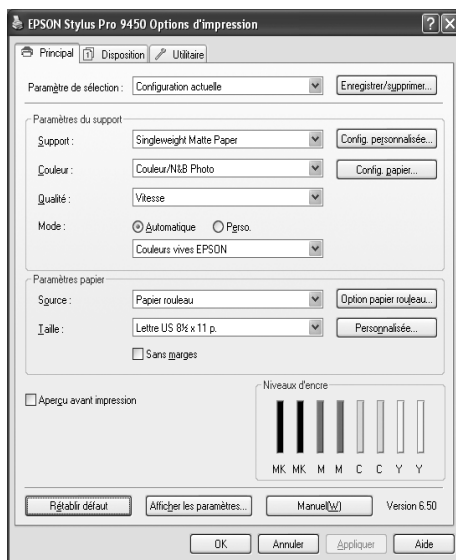 EPSON Stylus Pro 9450 Options d'impression
Principal Disposition Utilitaire
Paramètre de sélection : Configuration actuelle Enregistrer/supprimer...
Paramètres du support
Support : Singleweight Matte Paper Config. personnalisée...
Couleur : Couleur/N&B Photo Config. papier...
Qualité : Vitesse
Mode : Automatique Perso.
Couleurs vives EPSON
Paramètres papier
Source : Papier rouleau Option papier rouleau...
Taille : Lettre US 8½ x 11 p. Personnalisée...
Sans marges
Aperçu avant impression
Niveaux d'encre
MK MK M M C C Y Y
Rétablir défaut Afficher les paramètres... Manuel(W) Version 6.50
OK Annuler Appliquer Aide